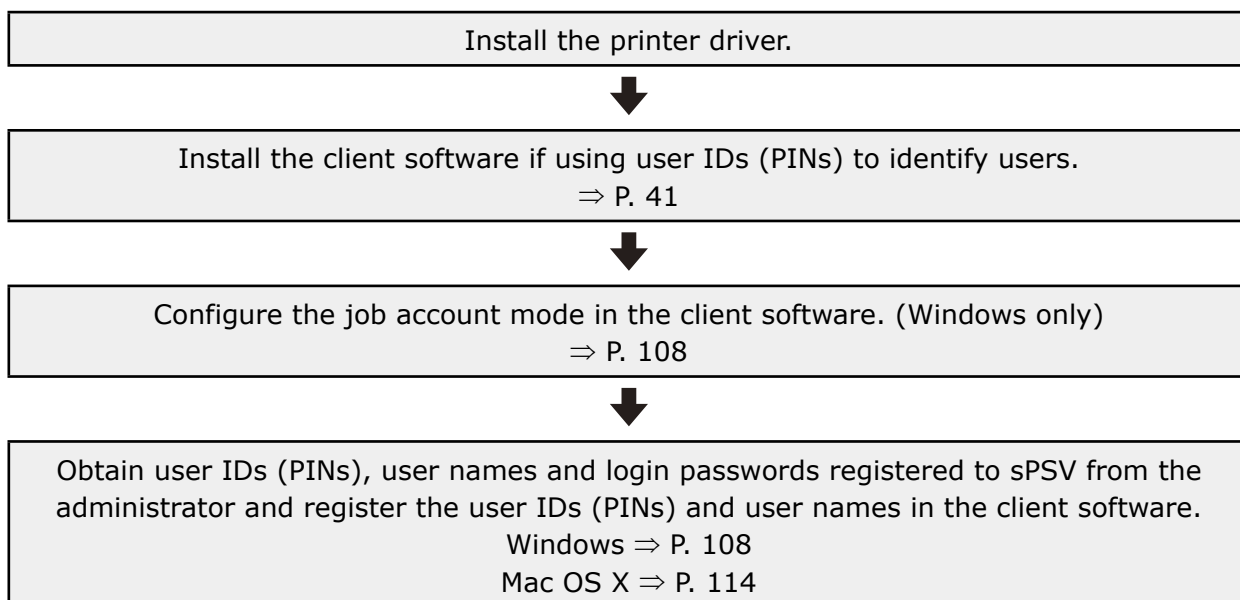 Install the printer driver.
Install the client software if using user IDs (PINs) to identify users.
⇒ P. 41
Configure the job account mode in the client software. (Windows only)
⇒ P. 108
Obtain user IDs (PINs), user names and login passwords registered to sPSV from the
administrator and register the user IDs (PINs) and user names in the client software.
Windows ⇒ P. 108
Mac OS X ⇒ P. 114